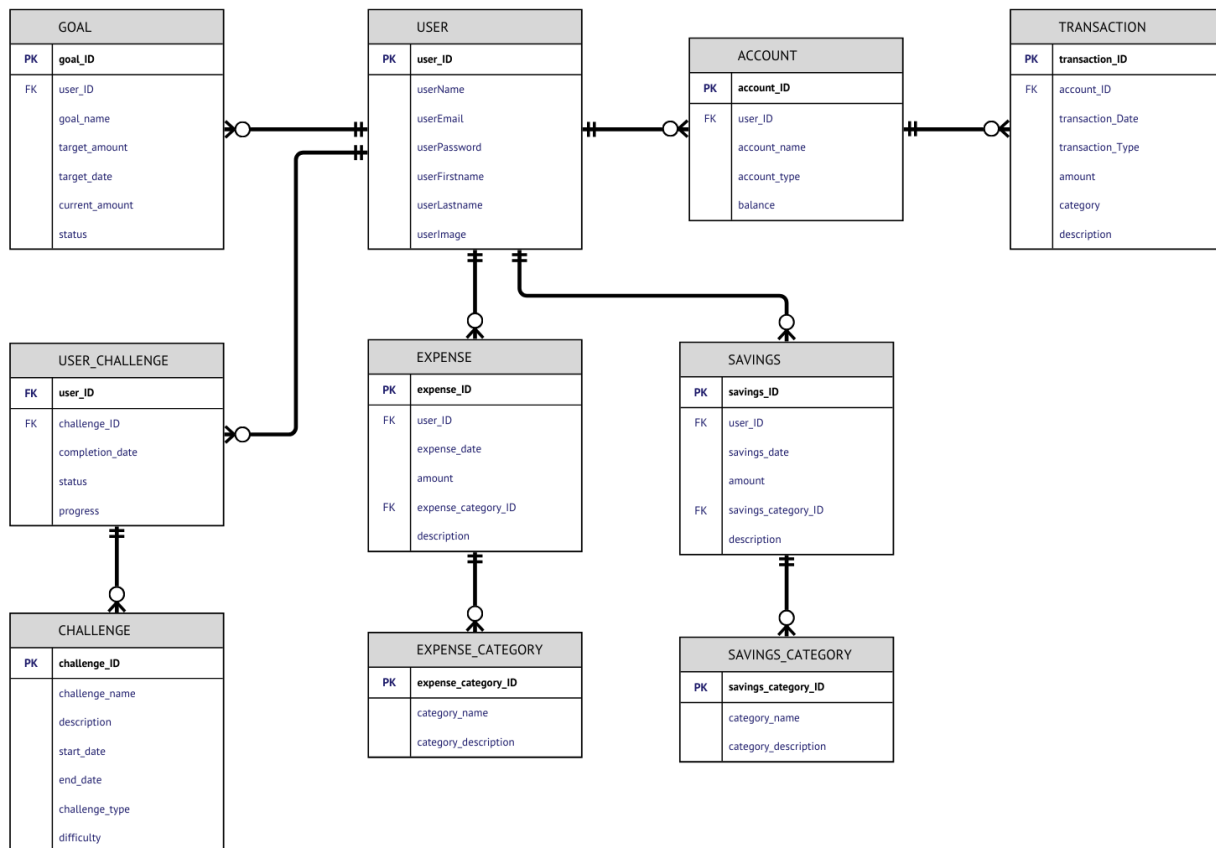 GOAL
PK goal_ID
FK user_ID
goal_name
target_amount
target_date
current_amount
status
USER
PK user_ID
userName
userEmail
userPassword
userFirstname
userLastname
userImage
ACCOUNT
PK account_ID
FK user_ID
account_name
account_type
balance
TRANSACTION
PK transaction_ID
FK account_ID
transaction_Date
transaction_Type
amount
category
description
USER_CHALLENGE
FK user_ID
FK challenge_ID
completion_date
status
progress
EXPENSE
PK expense_ID
FK user_ID
expense_date
amount
FK expense_category_ID
description
SAVINGS
PK savings_ID
FK user_ID
savings_date
amount
FK savings_category_ID
description
CHALLENGE
PK challenge_ID
challenge_name
description
start_date
end_date
challenge_type
difficulty
EXPENSE_CATEGORY
PK expense_category_ID
category_name
category_description
SAVINGS_CATEGORY
PK savings_category_ID
category_name
category_description